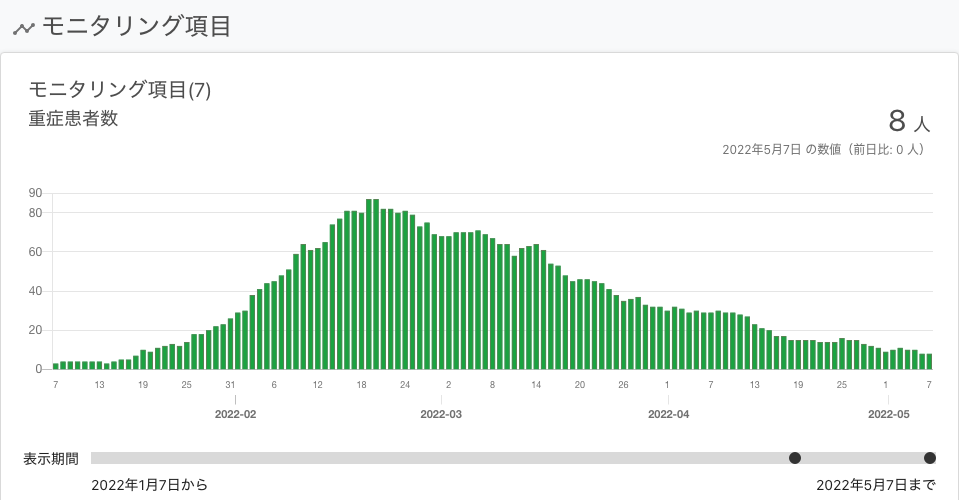 モニタリング項目
モニタリング項目(7)
重症患者数
8 人
2022年5月7日 の数値（前日比: 0 人）
90
80
60
40
20
0
7 13 19 25 31 6 12 18 24 2 8 14 20 26 1 7 13 19 25 1 7
2022-02 2022-03 2022-04 2022-05
表示期間
2022年1月7日から 2022年5月7日まで